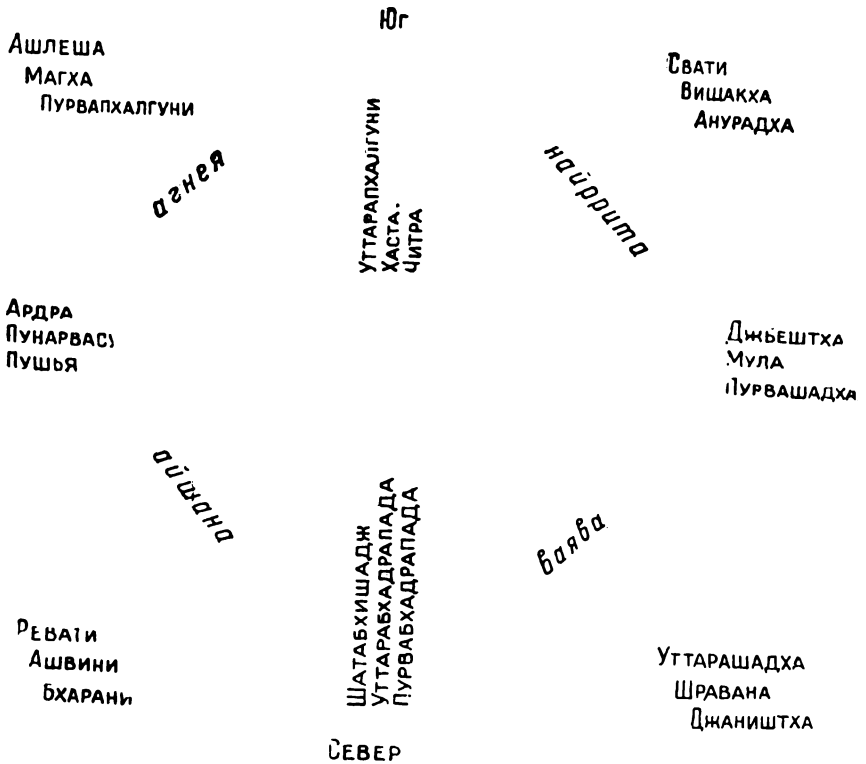 Юг
Ашлеша
Магха
Пурвапхалгуни
Свати
Вишакха
Анурадха
агнея
Уттарапхалгуни
Хаста.
Читра
найррита
Ардра
Пунарвасу
Пушья
Джьештха
Мула
Пурвашадха
айшана
Шатабхишадж
Уттарабхадрапада
Пурвабхадрапада
ваява
Ревати
Ашвини
Бхарани
Уттарашадха
Шравана
Джаништха
Север